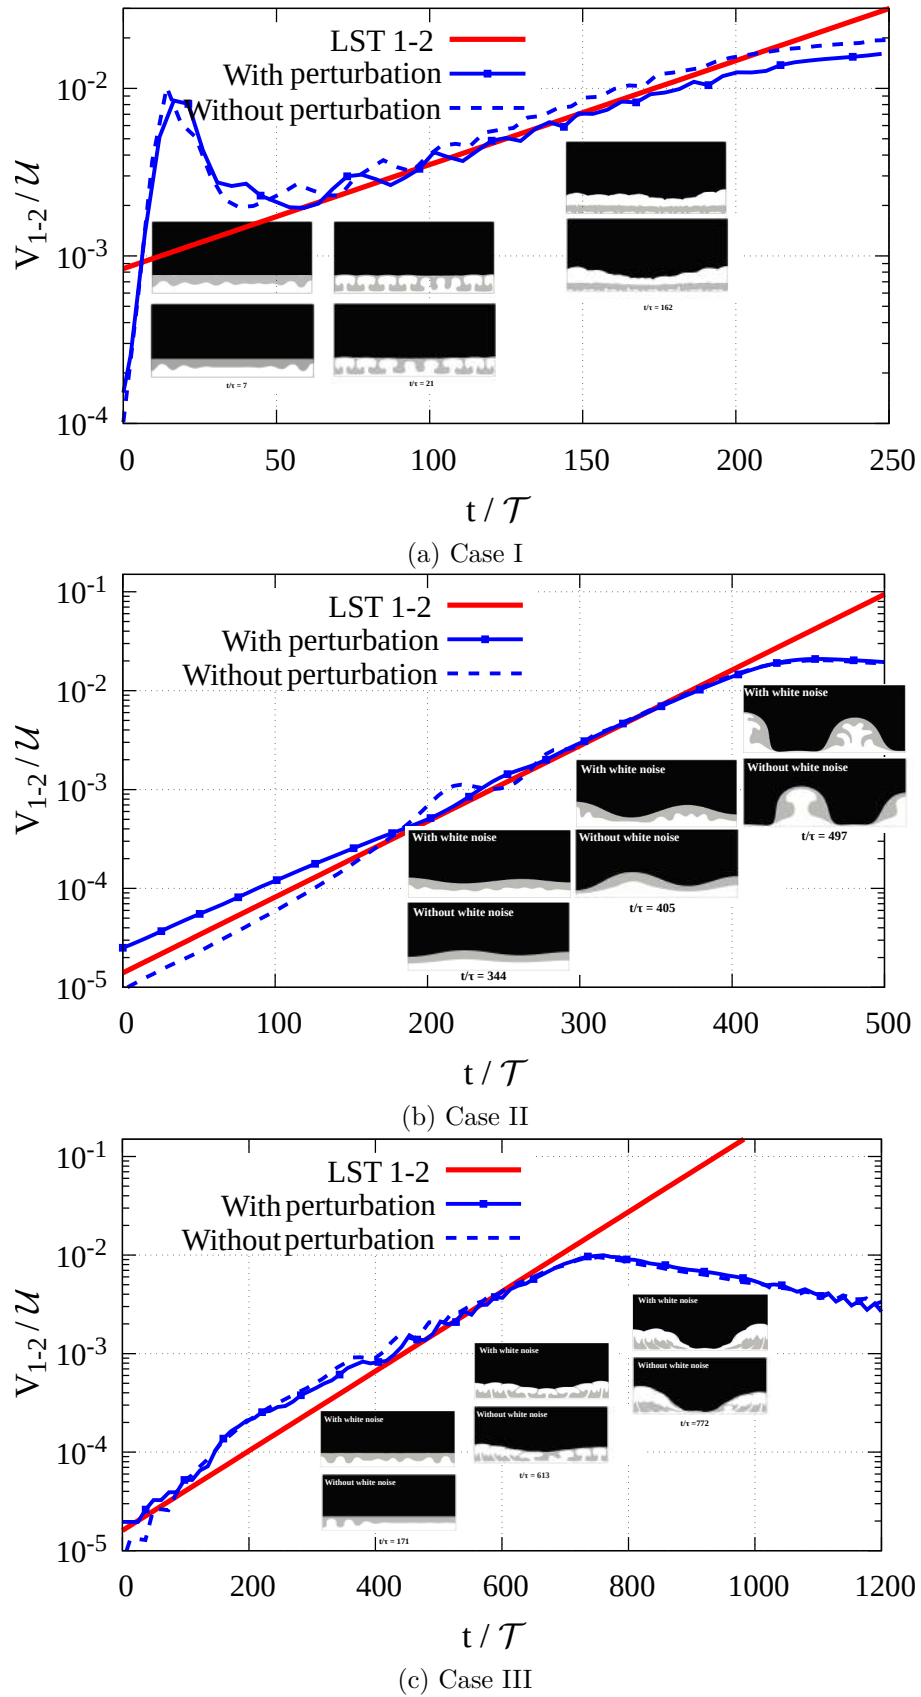 LST 1-2
With perturbation
Without perturbation
10^-2
10^-3
10^-4
V_1-2 / 𝒰
t/τ = 7
t/τ = 21
t/τ = 162
0 50 100 150 200 250
t / 𝒯
(a) Case I
LST 1-2
With perturbation
Without perturbation
10^-1
10^-2
10^-3
10^-4
10^-5
V_1-2 / 𝒰
With white noise
Without white noise
t/τ = 344
With white noise
Without white noise
t/τ = 405
With white noise
Without white noise
t/τ = 497
0 100 200 300 400 500
t / 𝒯
(b) Case II
LST 1-2
With perturbation
Without perturbation
10^-1
10^-2
10^-3
10^-4
10^-5
V_1-2 / 𝒰
With white noise
Without white noise
t/τ = 171
With white noise
Without white noise
t/τ = 613
With white noise
Without white noise
t/τ =772
0 200 400 600 800 1000 1200
t / 𝒯
(c) Case III